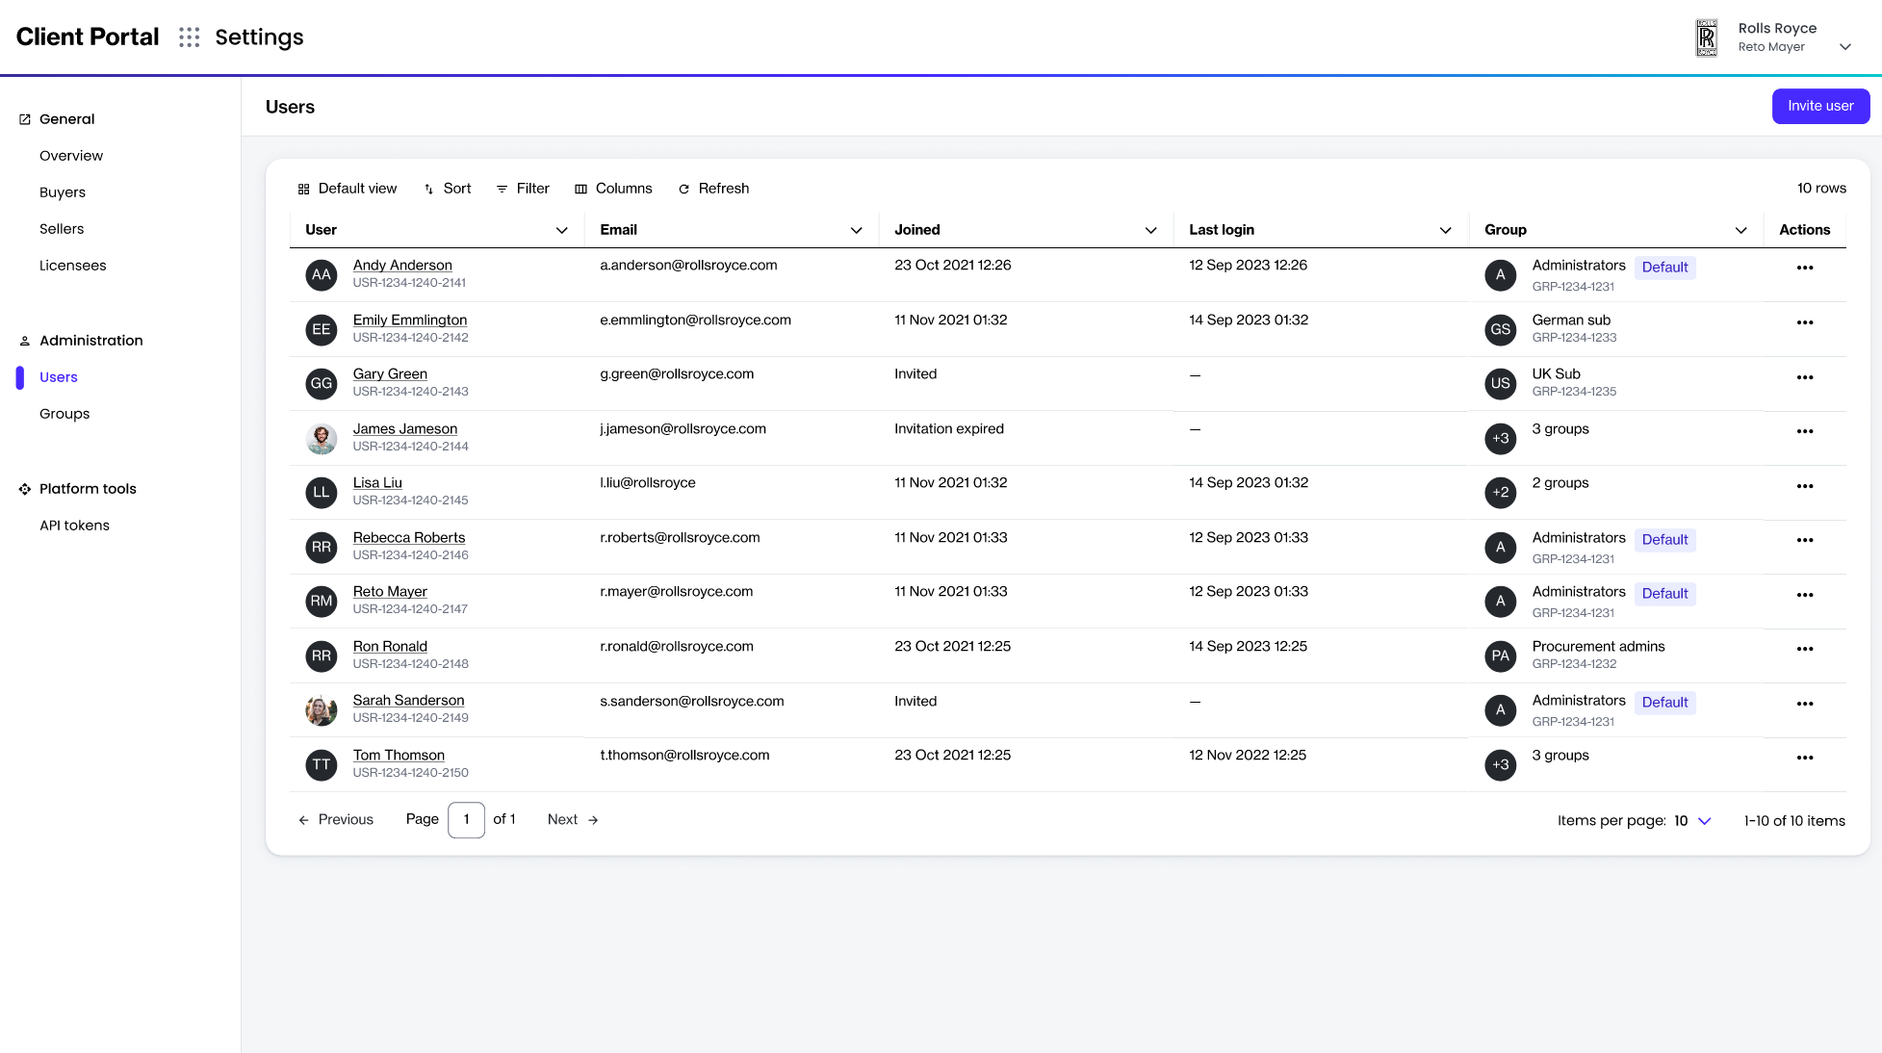 Client Portal
Settings
ROLLS
RR
ROYCE
Rolls Royce
Reto Mayer
General
Overview
Buyers
Sellers
Licensees
Administration
Users
Groups
Platform tools
API tokens
Users
Invite user
Default view Sort Filter Columns Refresh
10 rows
User Email Joined Last login Group Actions
AA Andy Anderson a.anderson@rollsroyce.com 23 Oct 2021 12:26 12 Sep 2023 12:26 A Administrators Default •••
USR-1234-1240-2141 GRP-1234-1231
EE Emily Emmlington e.emmlington@rollsroyce.com 11 Nov 2021 01:32 14 Sep 2023 01:32 GS German sub •••
USR-1234-1240-2142 GRP-1234-1233
GG Gary Green g.green@rollsroyce.com Invited — US UK Sub •••
USR-1234-1240-2143 GRP-1234-1235
James Jameson j.jameson@rollsroyce.com Invitation expired — +3 3 groups •••
USR-1234-1240-2144
LL Lisa Liu l.liu@rollsroyce 11 Nov 2021 01:32 14 Sep 2023 01:32 +2 2 groups •••
USR-1234-1240-2145
RR Rebecca Roberts r.roberts@rollsroyce.com 11 Nov 2021 01:33 12 Sep 2023 01:33 A Administrators Default •••
USR-1234-1240-2146 GRP-1234-1231
RM Reto Mayer r.mayer@rollsroyce.com 11 Nov 2021 01:33 12 Sep 2023 01:33 A Administrators Default •••
USR-1234-1240-2147 GRP-1234-1231
RR Ron Ronald r.ronald@rollsroyce.com 23 Oct 2021 12:25 14 Sep 2023 12:25 PA Procurement admins •••
USR-1234-1240-2148 GRP-1234-1232
Sarah Sanderson s.sanderson@rollsroyce.com Invited — A Administrators Default •••
USR-1234-1240-2149 GRP-1234-1231
TT Tom Thomson t.thomson@rollsroyce.com 23 Oct 2021 12:25 12 Nov 2022 12:25 +3 3 groups •••
USR-1234-1240-2150
← Previous Page 1 of 1 Next →
Items per page: 10 1-10 of 10 items